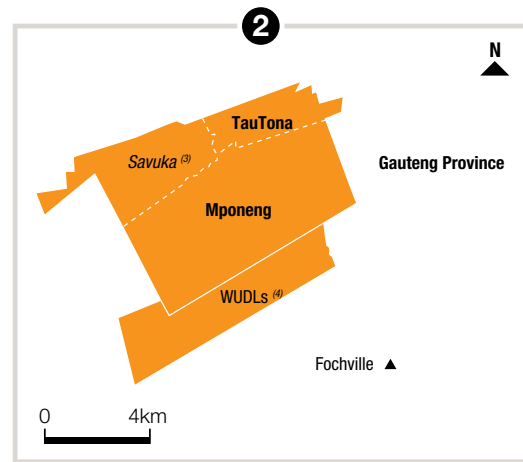 2
N
TauTona
Savuka (3)
Gauteng Province
Mponeng
WUDLs (4)
Fochville
0 4km